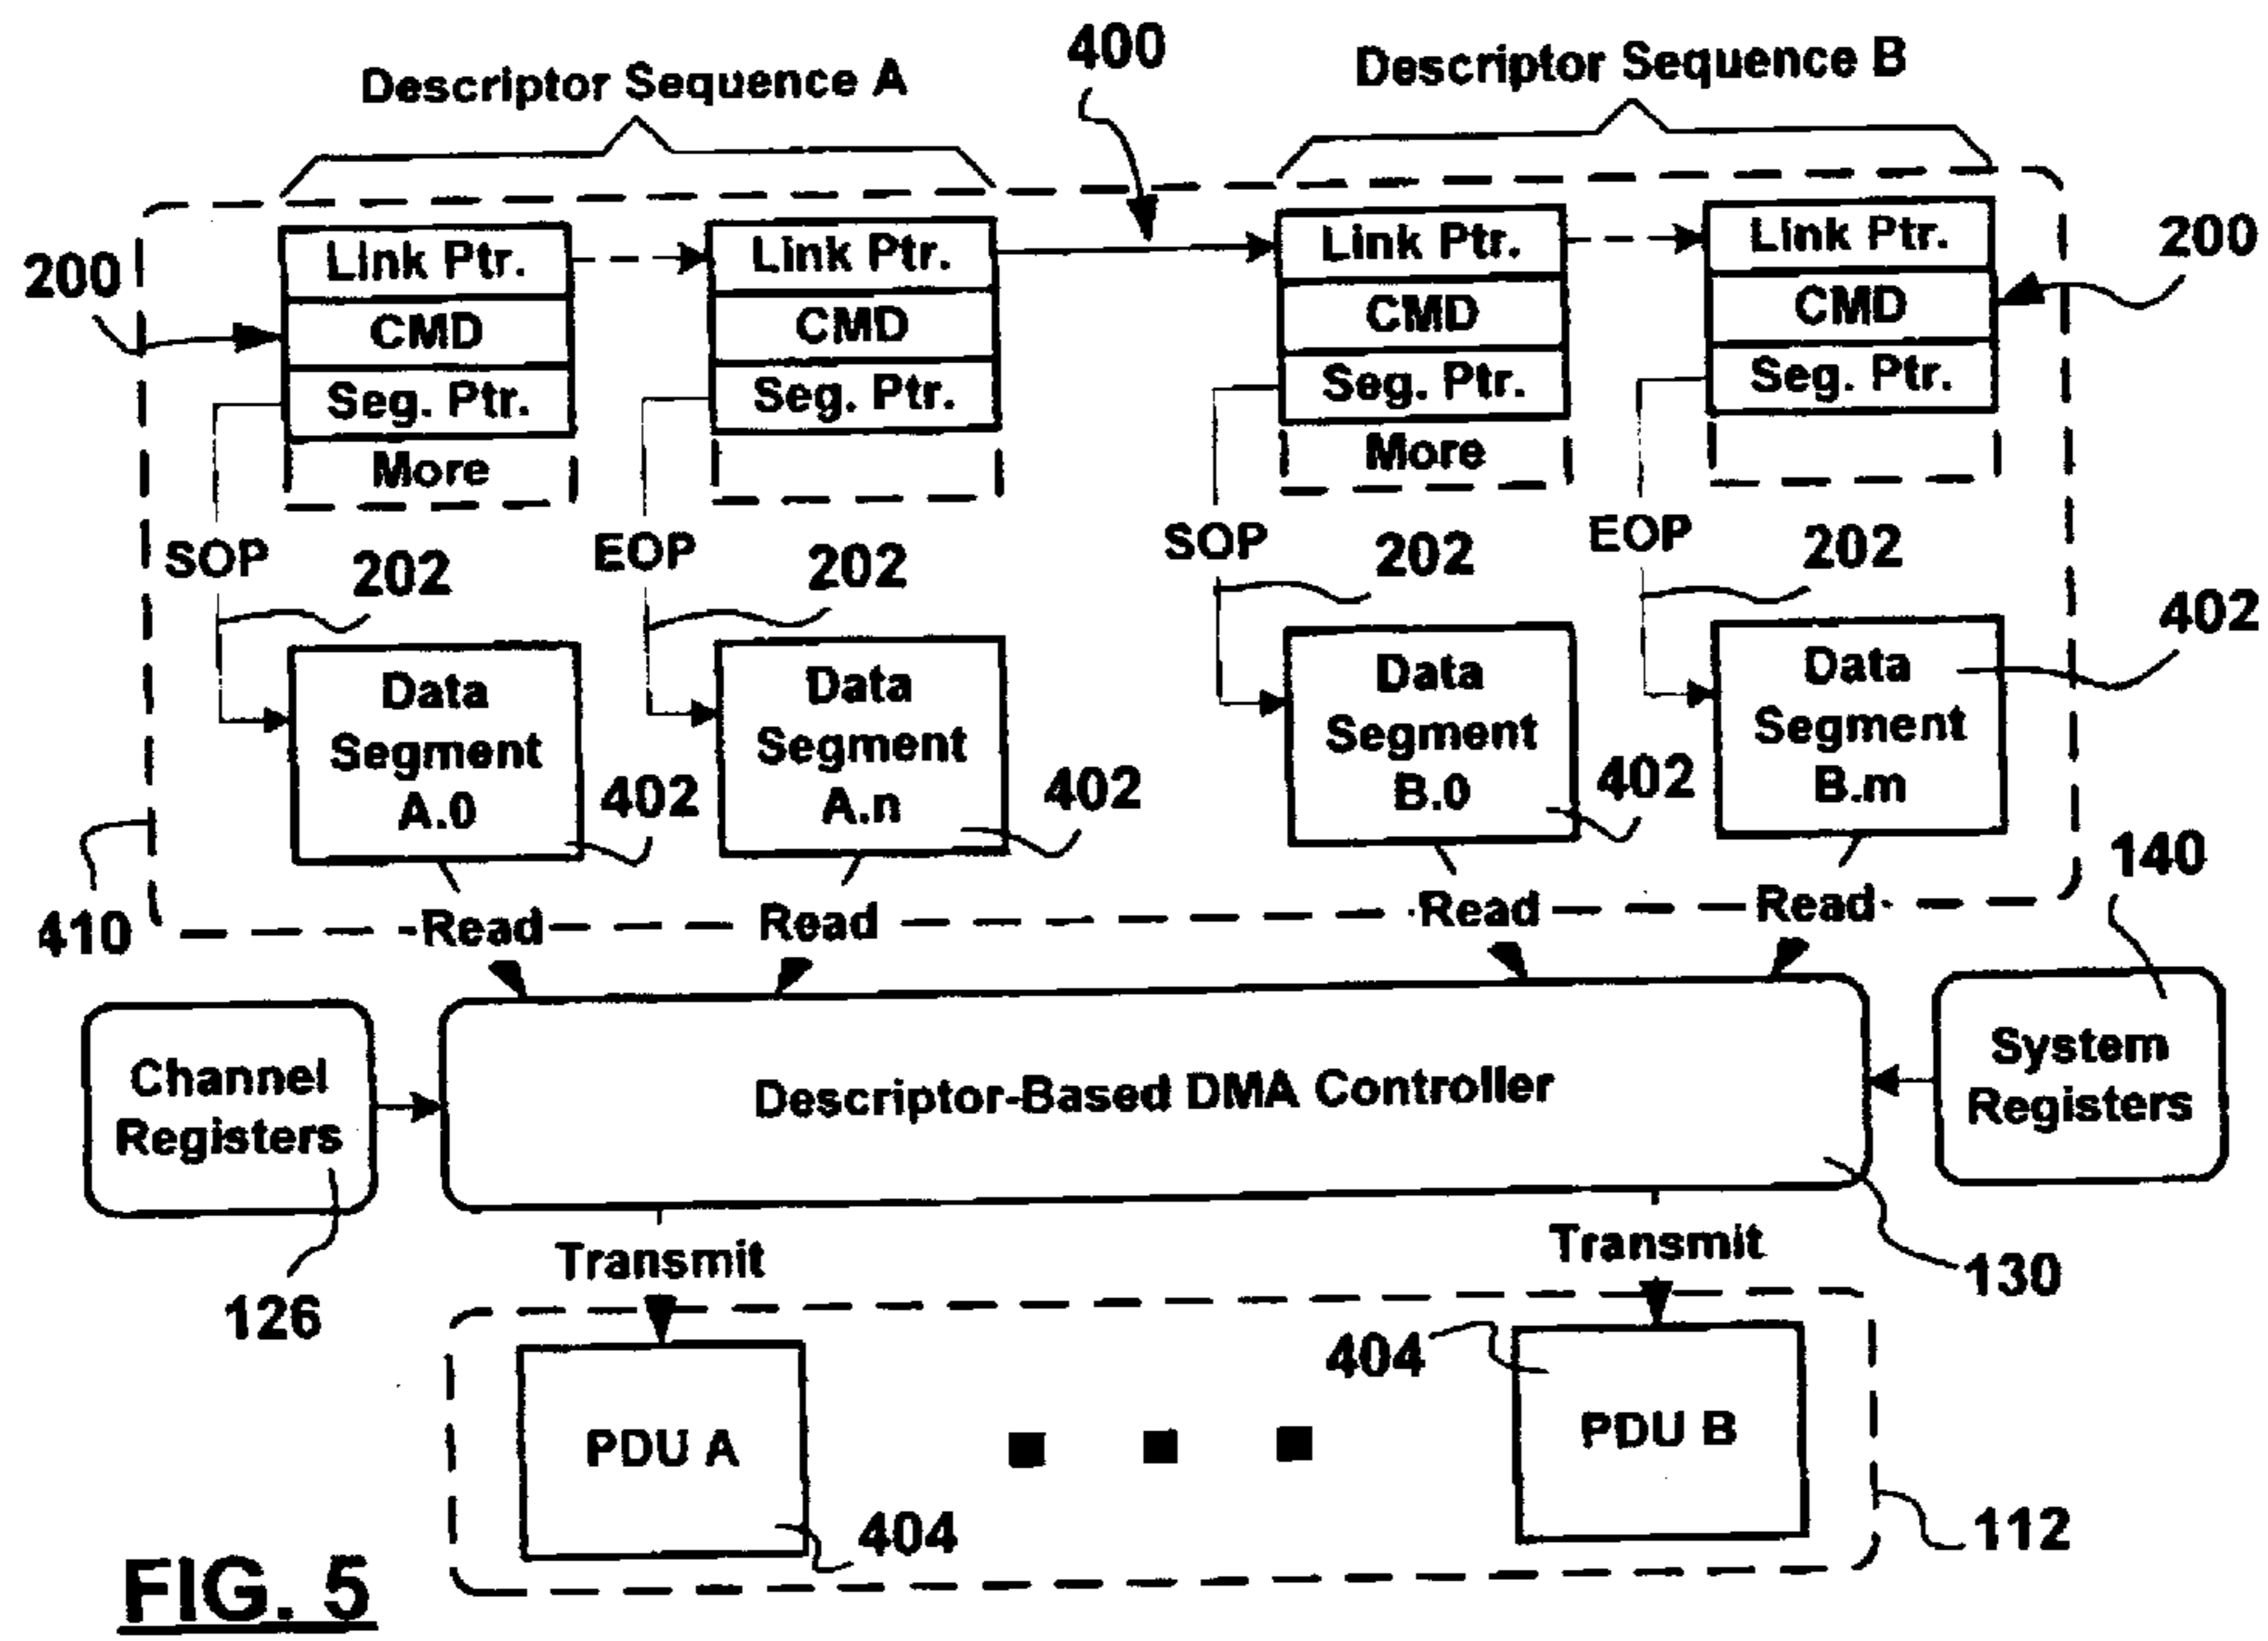 400
Descriptor Sequence A
Descriptor Sequence B
200
Link Ptr.
CMD
Seg. Ptr.
More
Link Ptr.
CMD
Seg. Ptr.
Link Ptr.
CMD
Seg. Ptr.
More
Link Ptr.
CMD
Seg. Ptr.
200
SOP
202
EOP
202
SOP
202
EOP
202
402
Data
Segment
A.0
402
Data
Segment
A.n
402
Data
Segment
B.0
402
Data
Segment
B.m
140
410
Read
Read
Read
Read
Channel
Registers
Descriptor-Based DMA Controller
System
Registers
126
Transmit
Transmit
130
404
PDU A
PDU B
404
112
FIG. 5